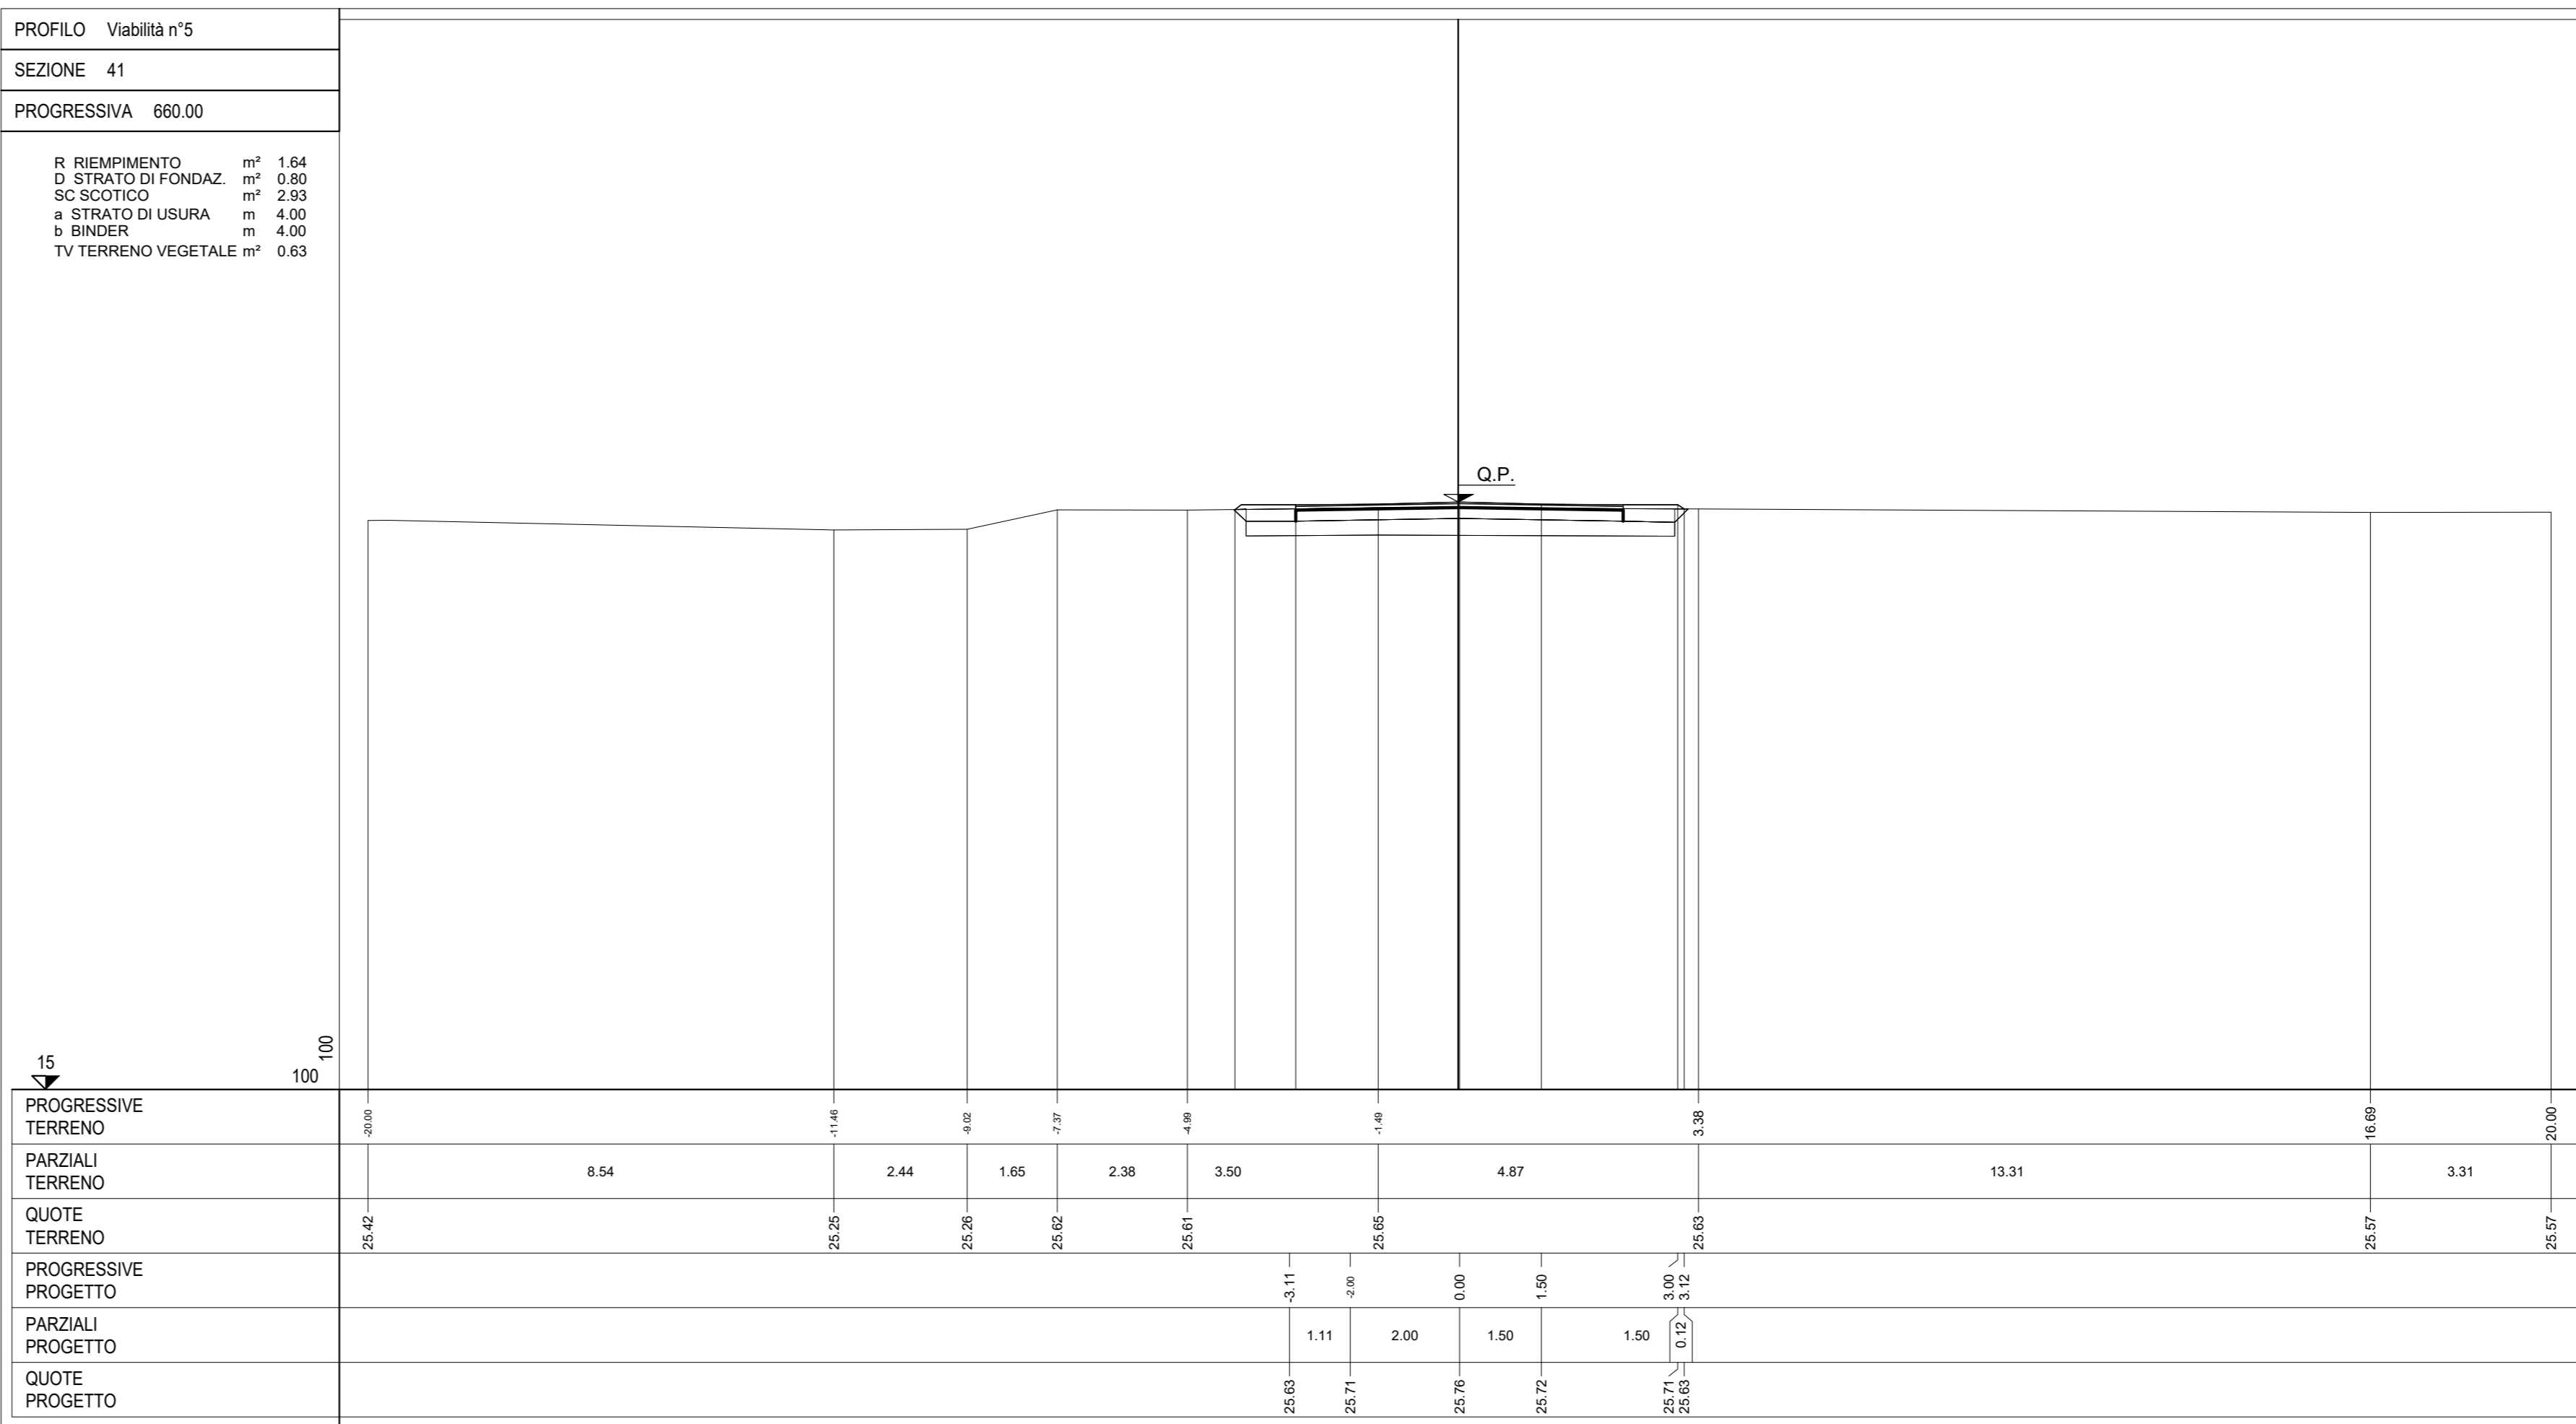 PROFILO Viabilità n°5
SEZIONE 41
PROGRESSIVA 660.00
R RIEMPIMENTO m² 1.64
D STRATO DI FONDAZ. m² 0.80
SC SCOTICO m² 2.93
a STRATO DI USURA m 4.00
b BINDER m 4.00
TV TERRENO VEGETALE m² 0.63
Q.P.
15
100
100
PROGRESSIVE
TERRENO
-20.00 -11.46 -9.02 -7.37 -4.99 -1.49 3.38 16.69 20.00
PARZIALI
TERRENO
8.54 2.44 1.65 2.38 3.50 4.87 13.31 3.31
QUOTE
TERRENO
25.42 25.25 25.26 25.62 25.61 25.65 25.63 25.57 25.57
PROGRESSIVE
PROGETTO
-3.11 -2.00 0.00 1.50 3.00 3.12
PARZIALI
PROGETTO
1.11 2.00 1.50 1.50 0.12
QUOTE
PROGETTO
25.63 25.71 25.76 25.72 25.71 25.63